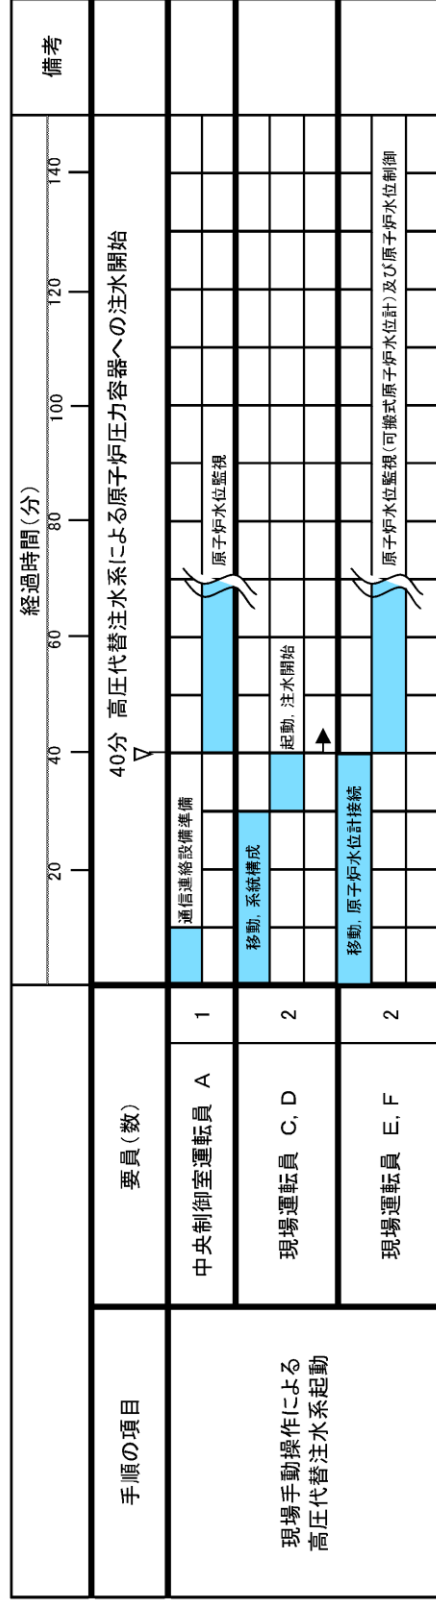 経過時間(分)
備考
20
40
60
80
100
120
140
手順の項目
要員(数)
40分 高圧代替注水系による原子炉圧力容器への注水開始
現場手動操作による
高圧代替注水系起動
中央制御室運転員 A
1
通信連絡設備準備
原子炉水位監視
現場運転員 C, D
2
移動, 系統構成
起動, 注水開始
現場運転員 E, F
2
移動, 原子炉水位計接続
原子炉水位監視(可搬式原子炉水位計)及び原子炉水位制御